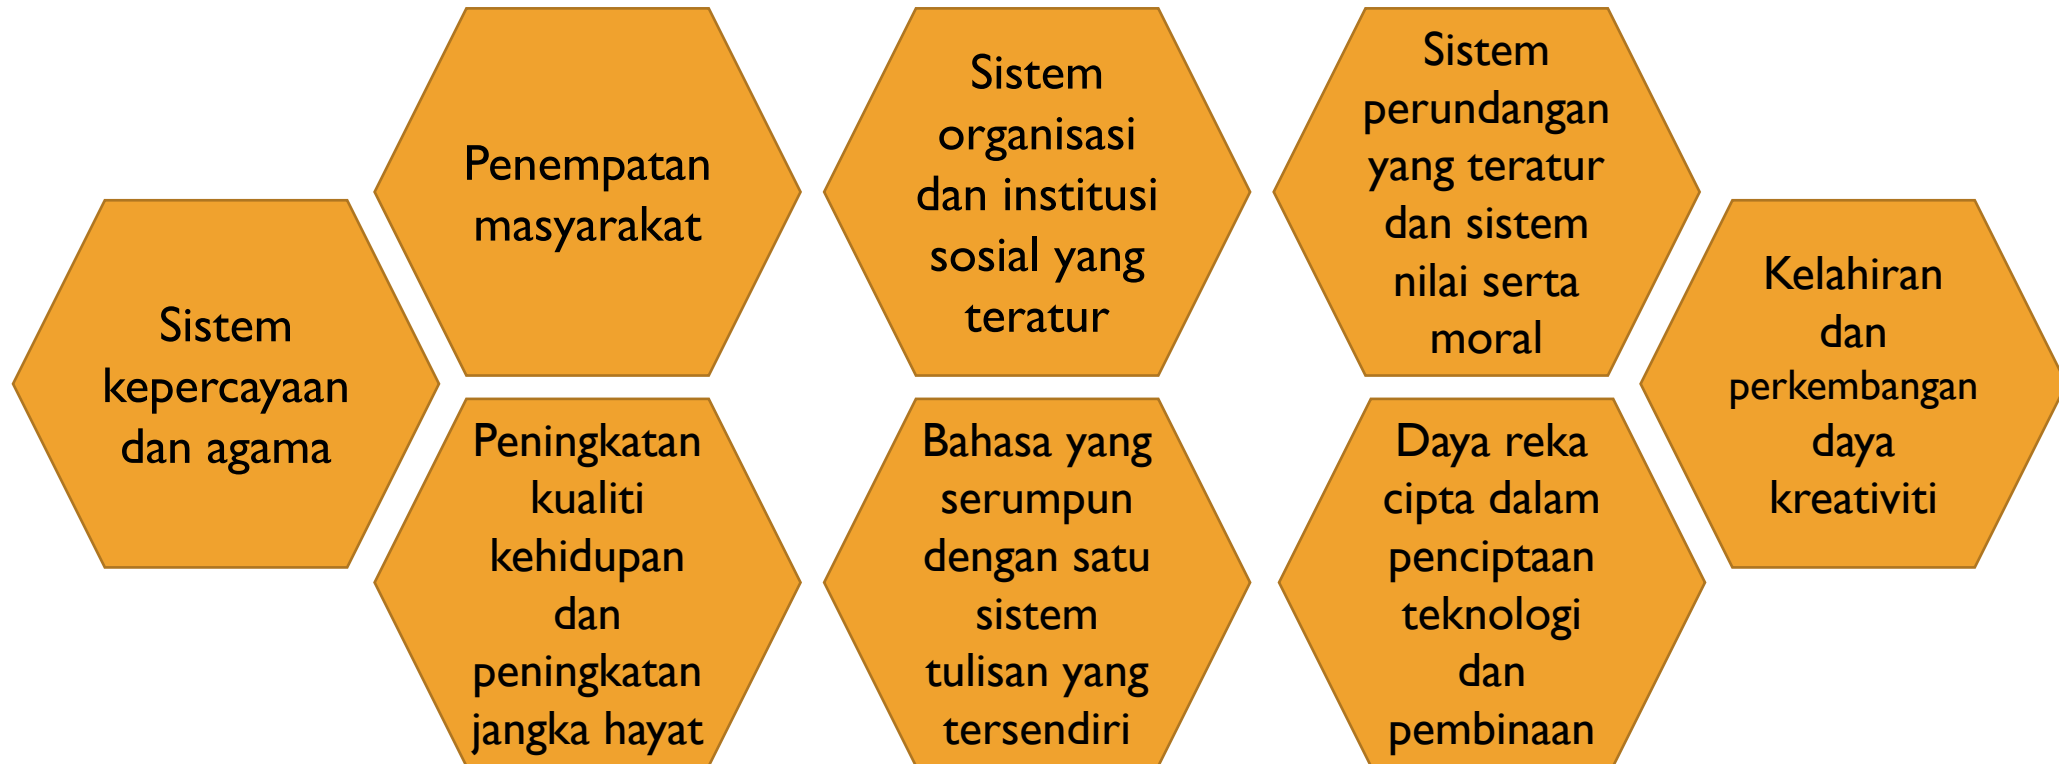 Sistem
kepercayaan
dan agama
Penempatan
masyarakat
Sistem
organisasi
dan institusi
sosial yang
teratur
Sistem
perundangan
yang teratur
dan sistem
nilai serta
moral
Kelahiran
dan
perkembangan
daya
kreativiti
Peningkatan
kualiti
kehidupan
dan
peningkatan
jangka hayat
Bahasa yang
serumpun
dengan satu
sistem
tulisan yang
tersendiri
Daya reka
cipta dalam
penciptaan
teknologi
dan
pembinaan